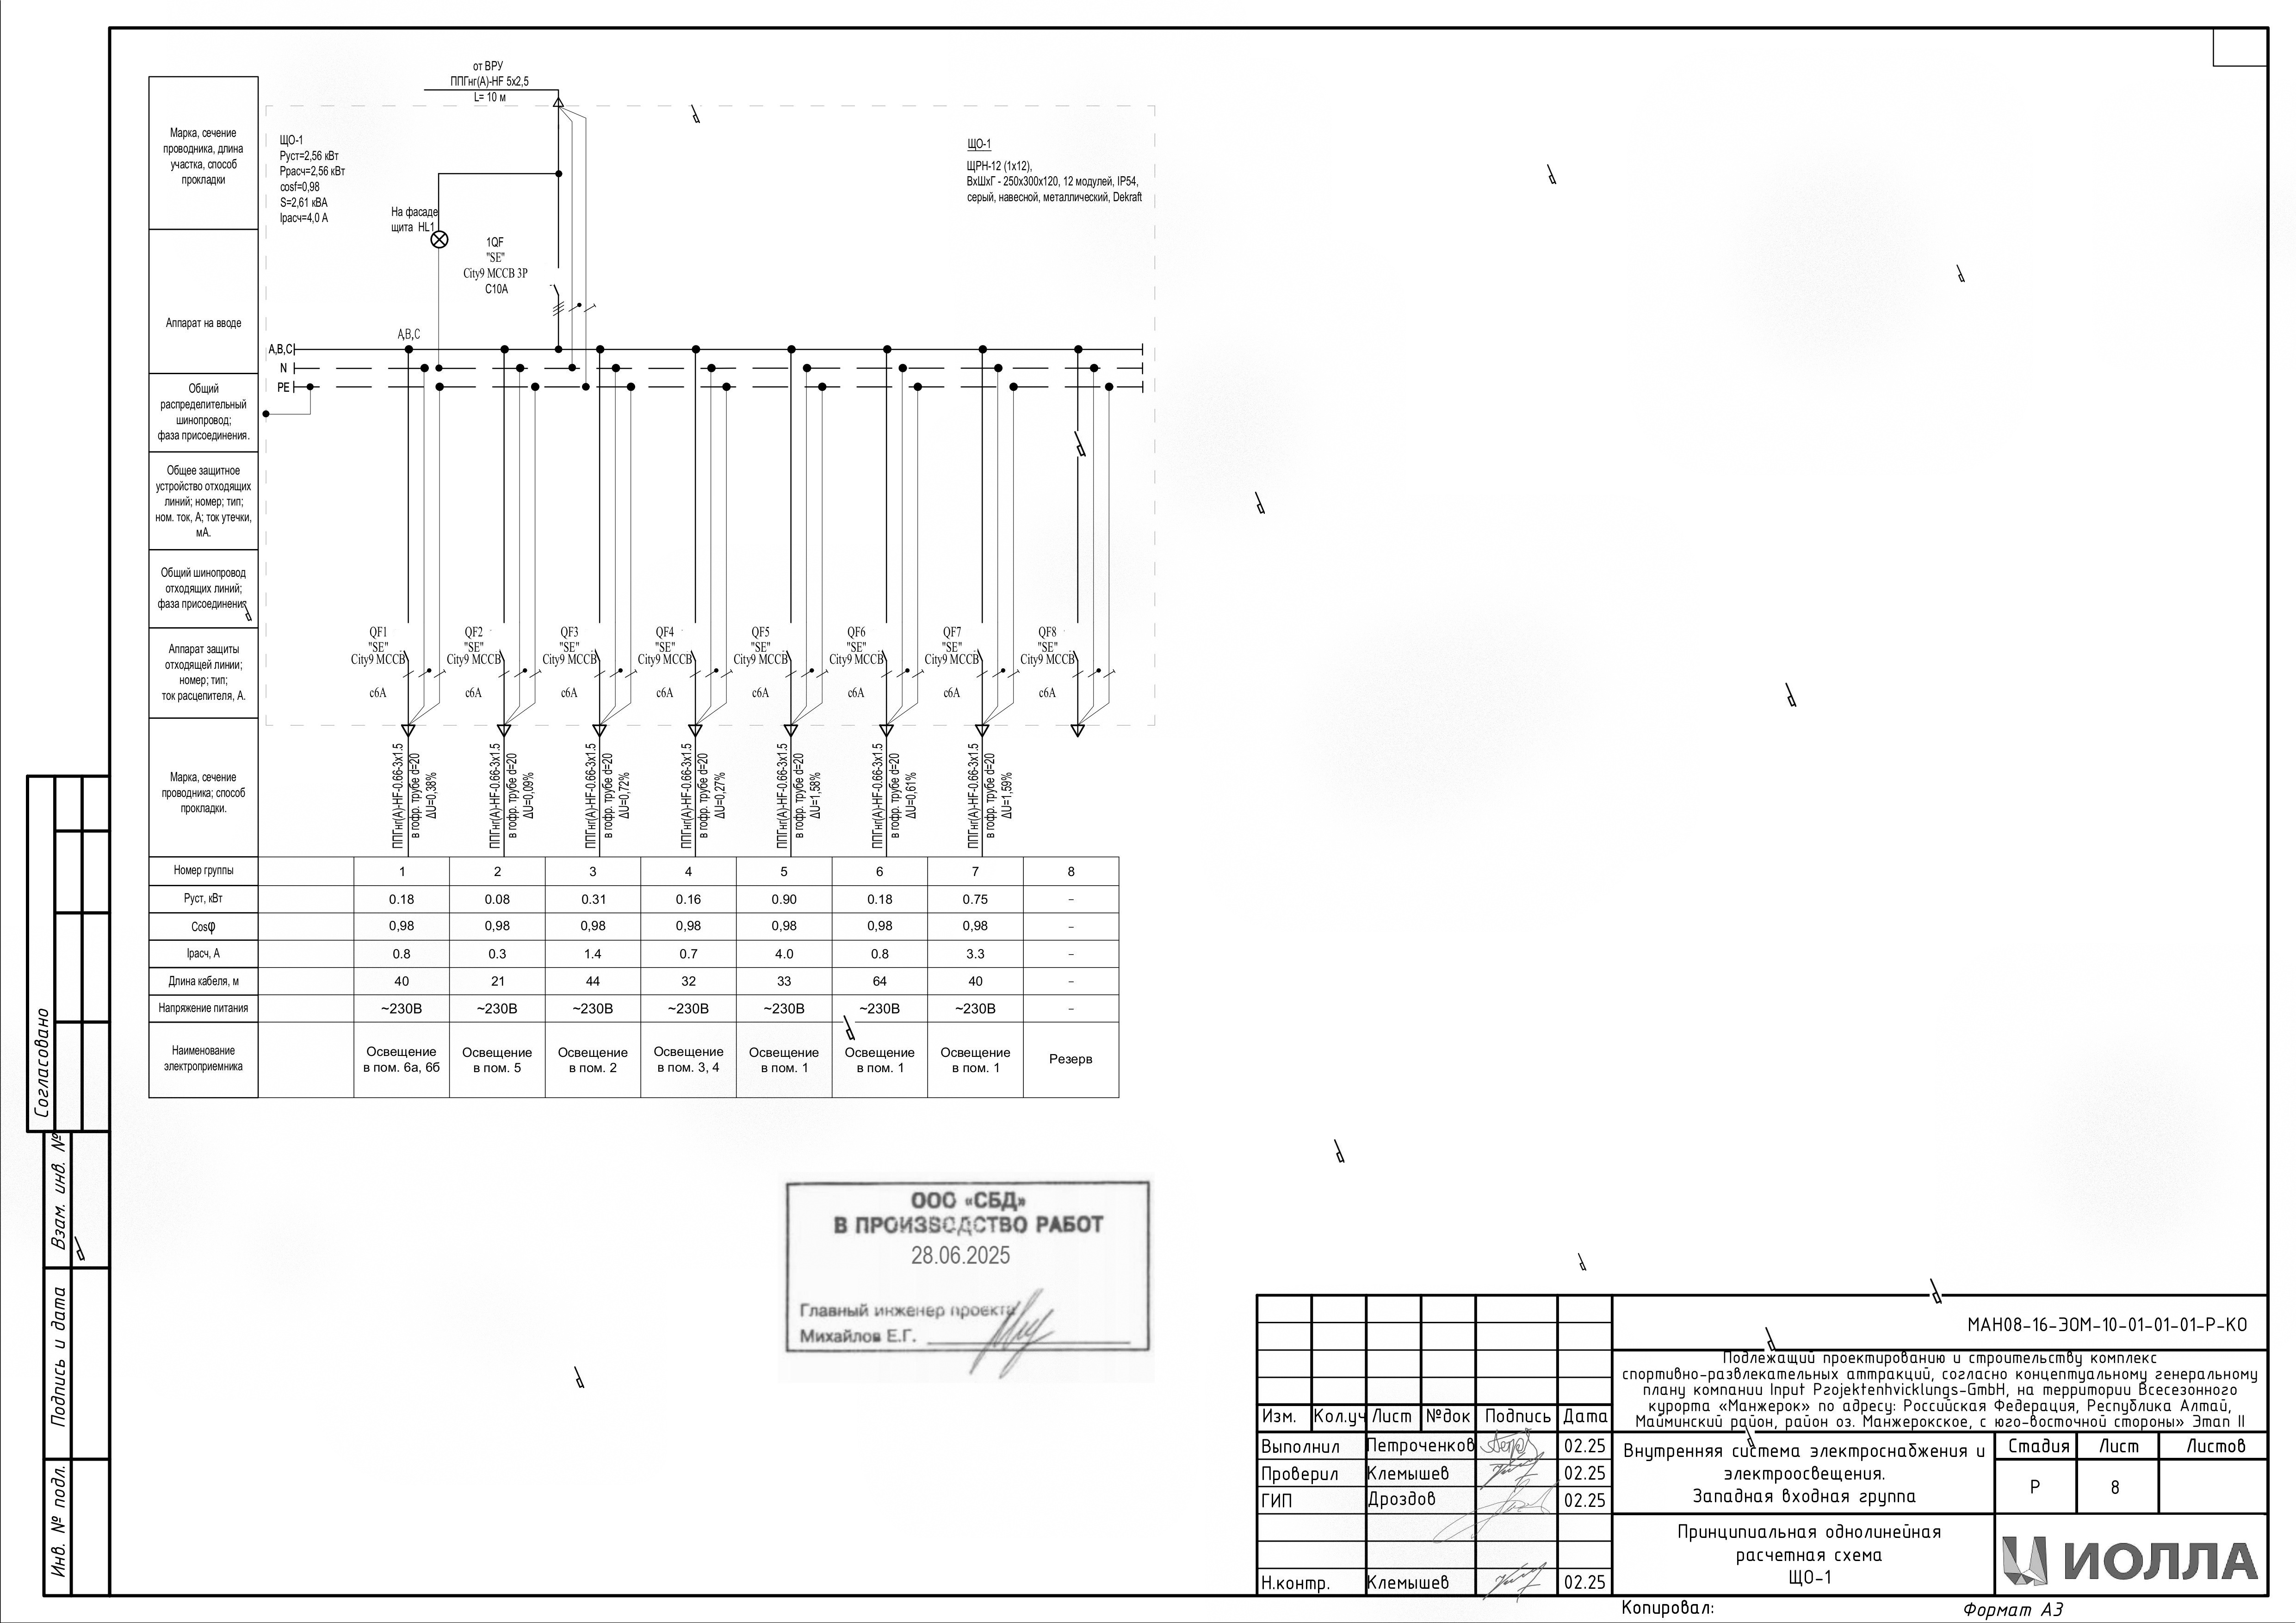 от ВРУ
ППГнг(А)-HF 5х2,5
L= 10 м
Марка, сечение
проводника, длина
участка, способ
прокладки
ЩО-1
Pуст=2,56 кВт
Pрасч=2,56 кВт
cosf=0,98
S=2,61 кВА
Iрасч=4,0 А
ЩО-1
ЩРН-12 (1х12),
ВхШхГ - 250х300х120, 12 модулей, IP54,
серый, навесной, металлический, Dekraft
На фасаде
щита HL1
1QF
"SE"
City9 MCCB 3P
C10A
Аппарат на вводе
A,B,C
A,B,C
N
PE
Общий
распределительный
шинопровод;
фаза присоединения.
Общее защитное
устройство отходящих
линий; номер; тип;
ном. ток, А; ток утечки,
мА.
Общий шинопровод
отходящих линий;
фаза присоединения
Аппарат защиты
отходящей линии;
номер; тип;
ток расцепителя, А.
QF1
"SE"
City9 MCCB
c6A
QF2
"SE"
City9 MCCB
c6A
QF3
"SE"
City9 MCCB
c6A
QF4
"SE"
City9 MCCB
c6A
QF5
"SE"
City9 MCCB
c6A
QF6
"SE"
City9 MCCB
c6A
QF7
"SE"
City9 MCCB
c6A
QF8
"SE"
City9 MCCB
c6A
Марка, сечение
проводника; способ
прокладки.
ППГнг(А)-HF-0.66-3х1.5
в гофр. трубе d=20
ΔU=0,38%
ППГнг(А)-HF-0.66-3х1.5
в гофр. трубе d=20
ΔU=0,09%
ППГнг(А)-HF-0.66-3х1.5
в гофр. трубе d=20
ΔU=0,72%
ППГнг(А)-HF-0.66-3х1.5
в гофр. трубе d=20
ΔU=0,27%
ППГнг(А)-HF-0.66-3х1.5
в гофр. трубе d=20
ΔU=1,58%
ППГнг(А)-HF-0.66-3х1.5
в гофр. трубе d=20
ΔU=0,61%
ППГнг(А)-HF-0.66-3х1.5
в гофр. трубе d=20
ΔU=1,59%
Номер группы 1 2 3 4 5 6 7 8
Pуст, кВт 0.18 0.08 0.31 0.16 0.90 0.18 0.75 –
Cosφ 0,98 0,98 0,98 0,98 0,98 0,98 0,98 –
Iрасч, А 0.8 0.3 1.4 0.7 4.0 0.8 3.3 –
Длина кабеля, м 40 21 44 32 33 64 40 –
Напряжение питания ~230В ~230В ~230В ~230В ~230В ~230В ~230В –
Наименование
электроприемника
Освещение
в пом. 6а, 6б
Освещение
в пом. 5
Освещение
в пом. 2
Освещение
в пом. 3, 4
Освещение
в пом. 1
Освещение
в пом. 1
Освещение
в пом. 1
Резерв
Согласовано
Взам. инв. №
Подпись и дата
Инв. № подл.
ООО «СБД»
В ПРОИЗВОДСТВО РАБОТ
28.06.2025
Главный инженер проекта
Михайлов Е.Г.
МАН08-16-ЭОМ-10-01-01-01-Р-КО
Подлежащий проектированию и строительству комплекс
спортивно-развлекательных аттракций, согласно концептуальному генеральному
плану компании Input Projektenhvicklungs-GmbH, на территории Всесезонного
курорта «Манжерок» по адресу: Российская Федерация, Республика Алтай,
Майминский район, район оз. Манжерокское, с юго-восточной стороны» Этап II
Изм. Кол.уч Лист №док Подпись Дата
Выполнил Петроченков 02.25
Проверил Клемышев 02.25
ГИП Дроздов 02.25
Н.контр. Клемышев 02.25
Внутренняя система электроснабжения и
электроосвещения.
Западная входная группа
Стадия Лист Листов
Р 8
Принципиальная однолинейная
расчетная схема
ЩО-1
ИОЛЛА
Копировал:
Формат А3